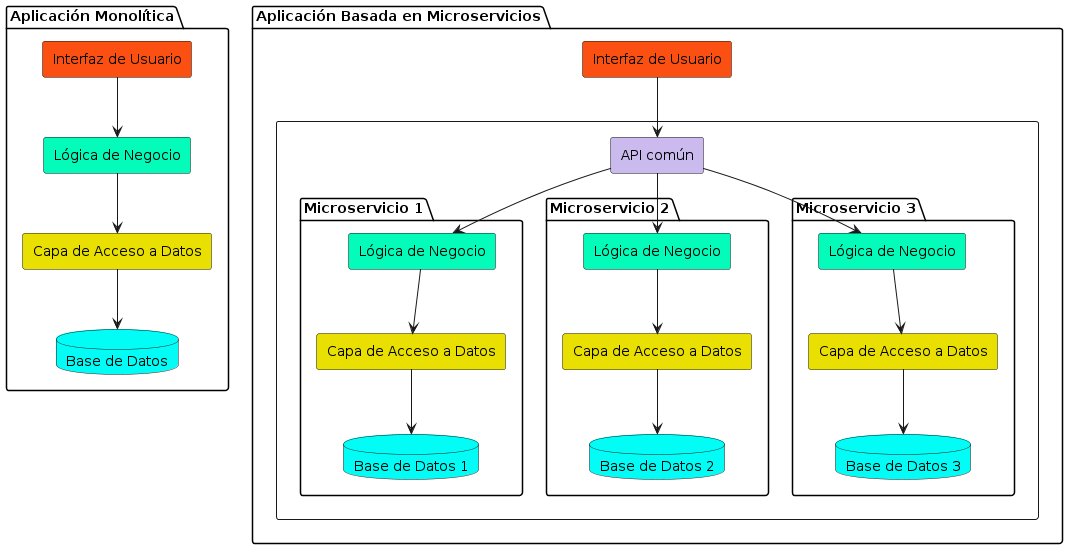 Aplicación Monolítica
Interfaz de Usuario
Lógica de Negocio
Capa de Acceso a Datos
Base de Datos
Aplicación Basada en Microservicios
Interfaz de Usuario
API común
Microservicio 1
Lógica de Negocio
Capa de Acceso a Datos
Base de Datos 1
Microservicio 2
Lógica de Negocio
Capa de Acceso a Datos
Base de Datos 2
Microservicio 3
Lógica de Negocio
Capa de Acceso a Datos
Base de Datos 3